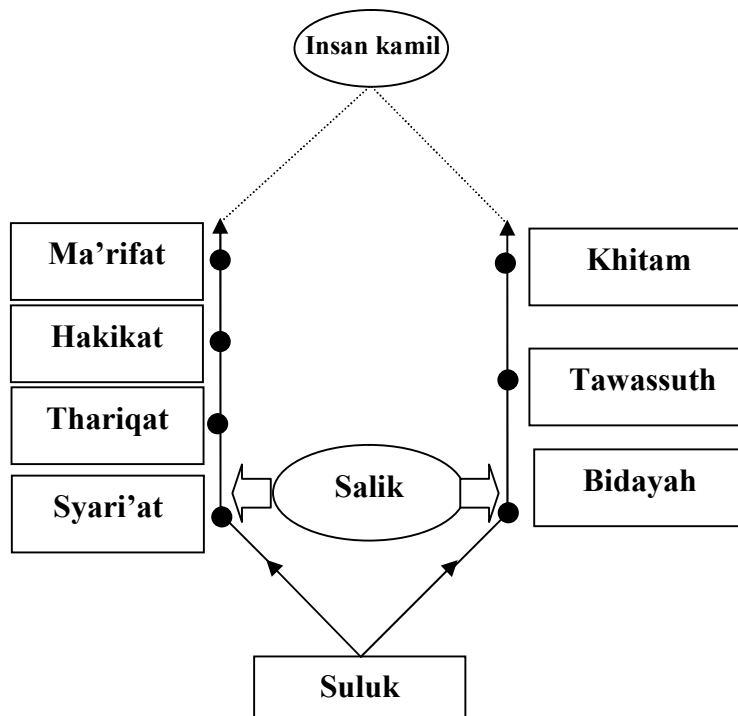 Insan kamil
Ma’rifat
Khitam
Hakikat
Tawassuth
Thariqat
Bidayah
Salik
Syari’at
Suluk